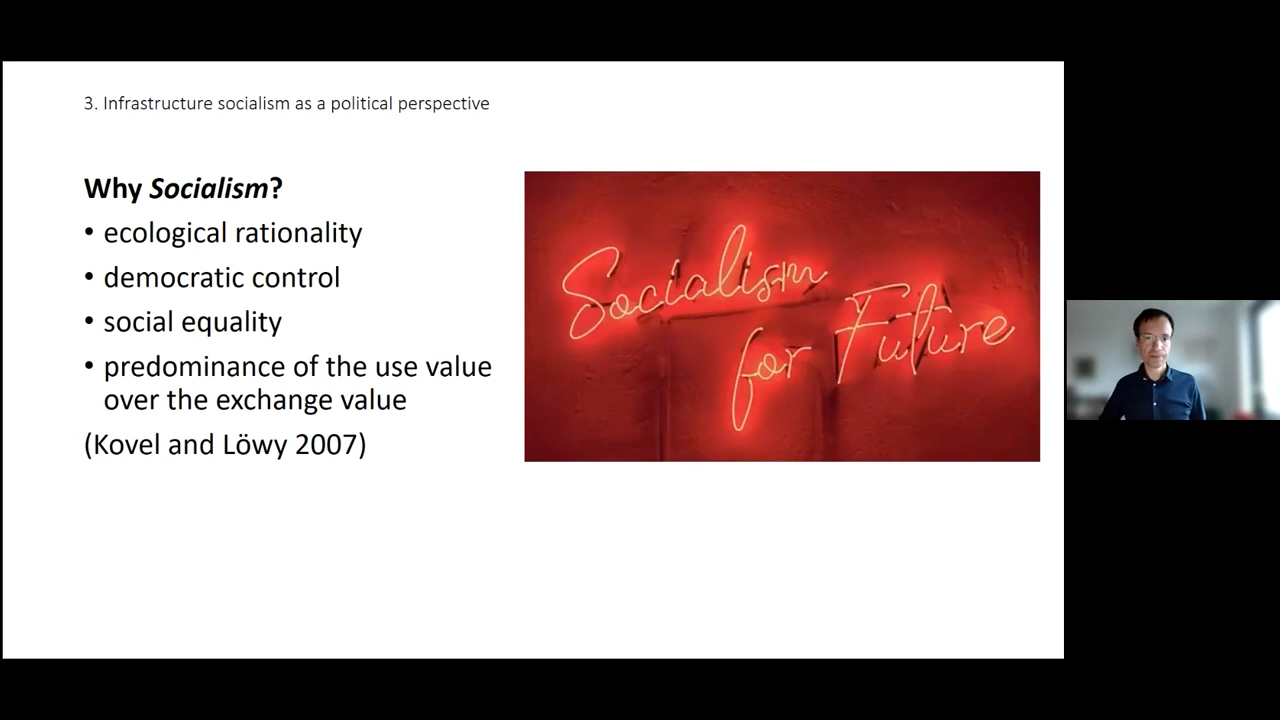 3. Infrastructure socialism as a political perspective
Why Socialism?
• ecological rationality
• democratic control
• social equality
• predominance of the use value
over the exchange value
(Kovel and Löwy 2007)
Socialism
for Future